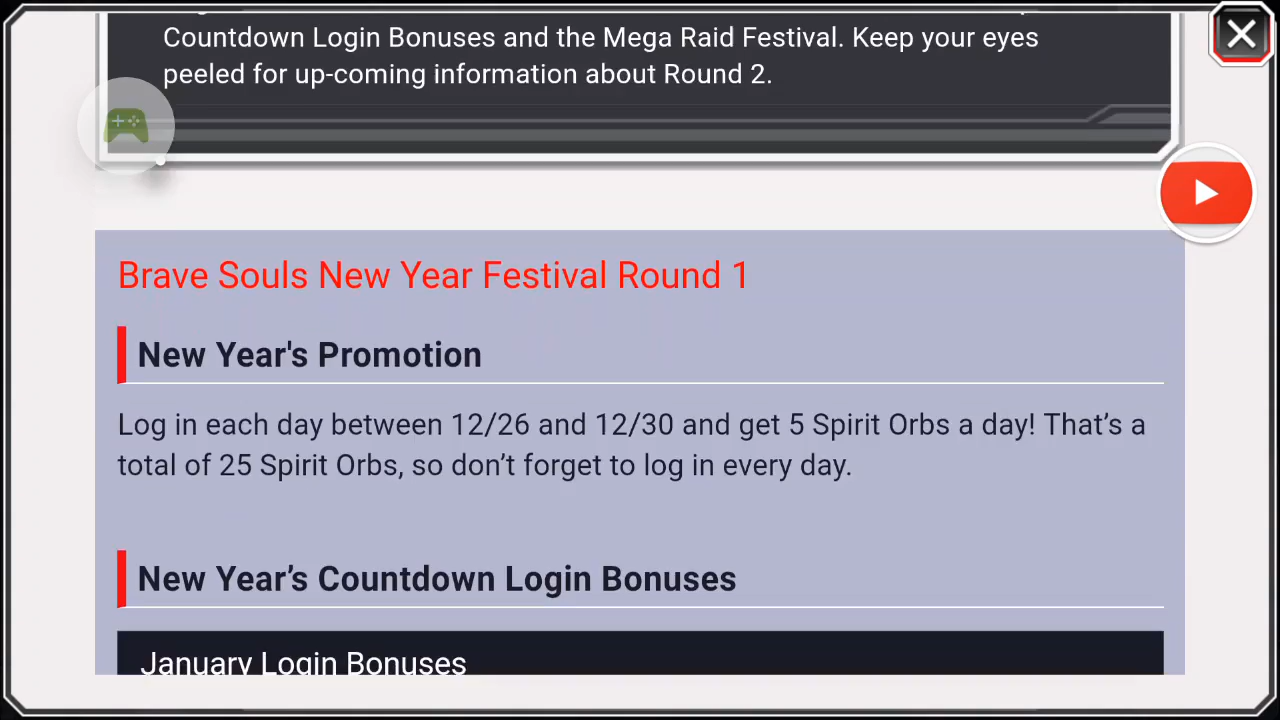 Countdown Login Bonuses and the Mega Raid Festival. Keep your eyes
peeled for up-coming information about Round 2.
Brave Souls New Year Festival Round 1
New Year's Promotion
Log in each day between 12/26 and 12/30 and get 5 Spirit Orbs a day! That’s a
total of 25 Spirit Orbs, so don’t forget to log in every day.
New Year’s Countdown Login Bonuses
January Login Bonuses